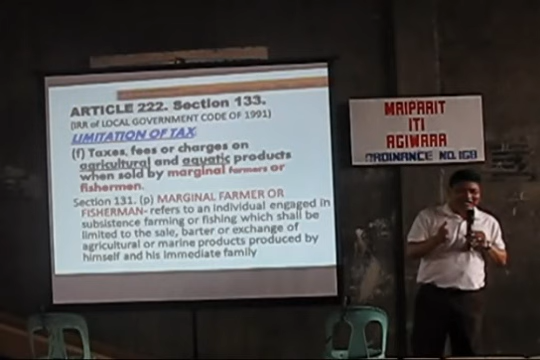 ARTICLE 222. Section 133.
(IRR of LOCAL GOVERNMENT CODE OF 1991)
LIMITATION OF TAX
(f) Taxes, fees or charges on
agricultural and aquatic products
when sold by marginal farmers or
fishermen.
Section 131. (p) MARGINAL FARMER OR
FISHERMAN- refers to an individual engaged in
subsistence farming or fishing which shall be
limited to the sale, barter or exchange of
agricultural or marine products produced by
himself and his immediate family
MAIPARIT
ITI
AGIWARA
ORDINANCE NO. 168